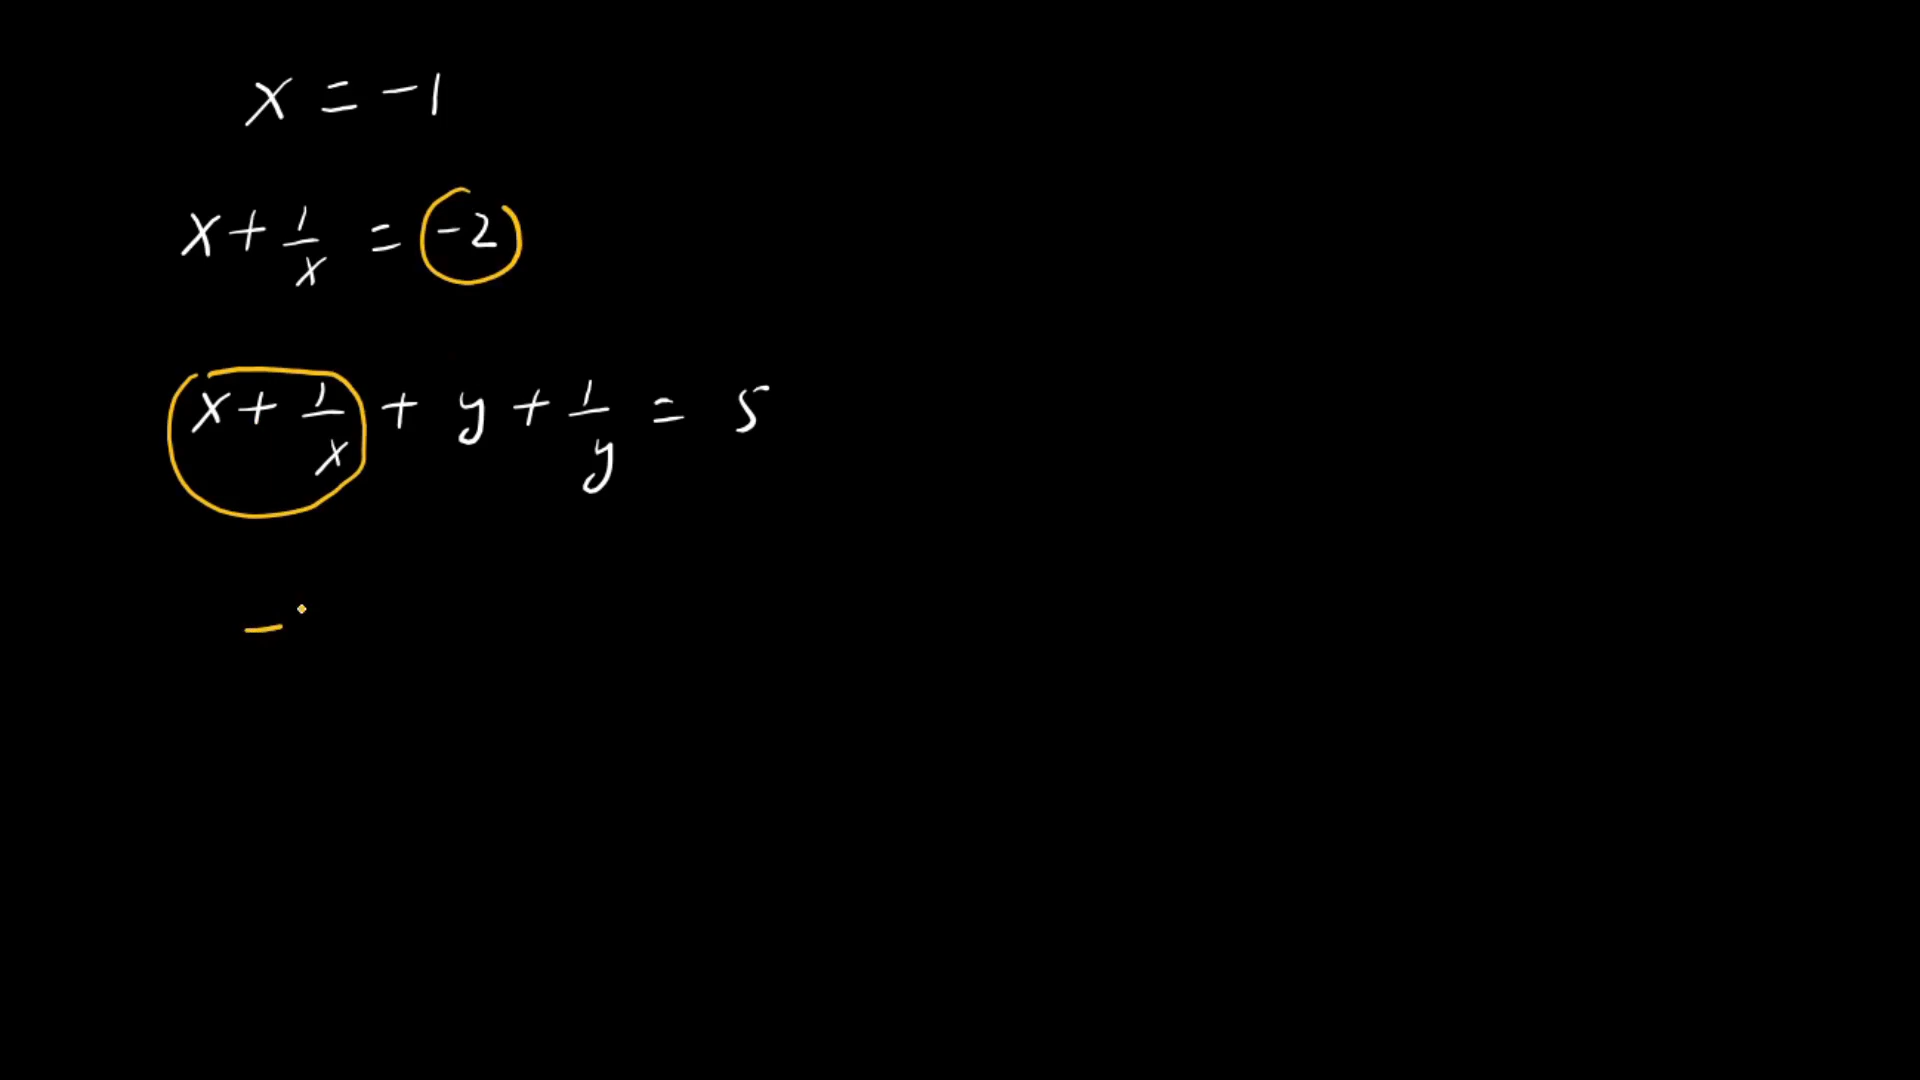 x = -1
x + 1/x = -2
x + 1/x + y + 1/y = 5
-